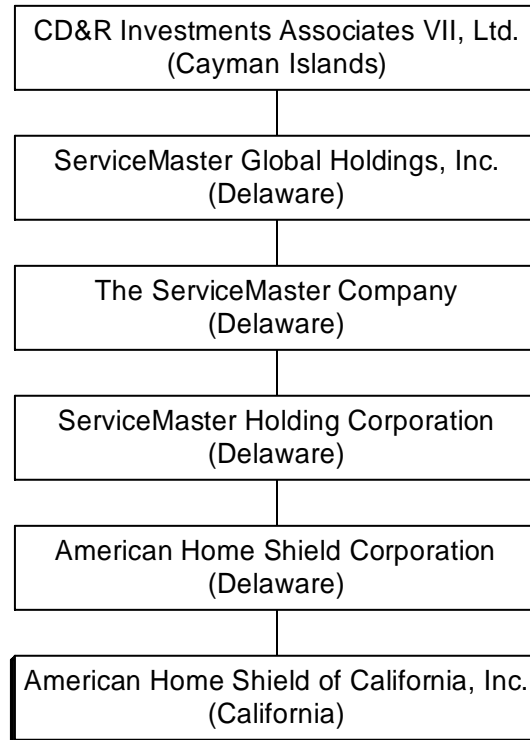 CD&R Investments Associates VII, Ltd.
(Cayman Islands)
ServiceMaster Global Holdings, Inc.
(Delaware)
The ServiceMaster Company
(Delaware)
ServiceMaster Holding Corporation
(Delaware)
American Home Shield Corporation
(Delaware)
American Home Shield of California, Inc.
(California)